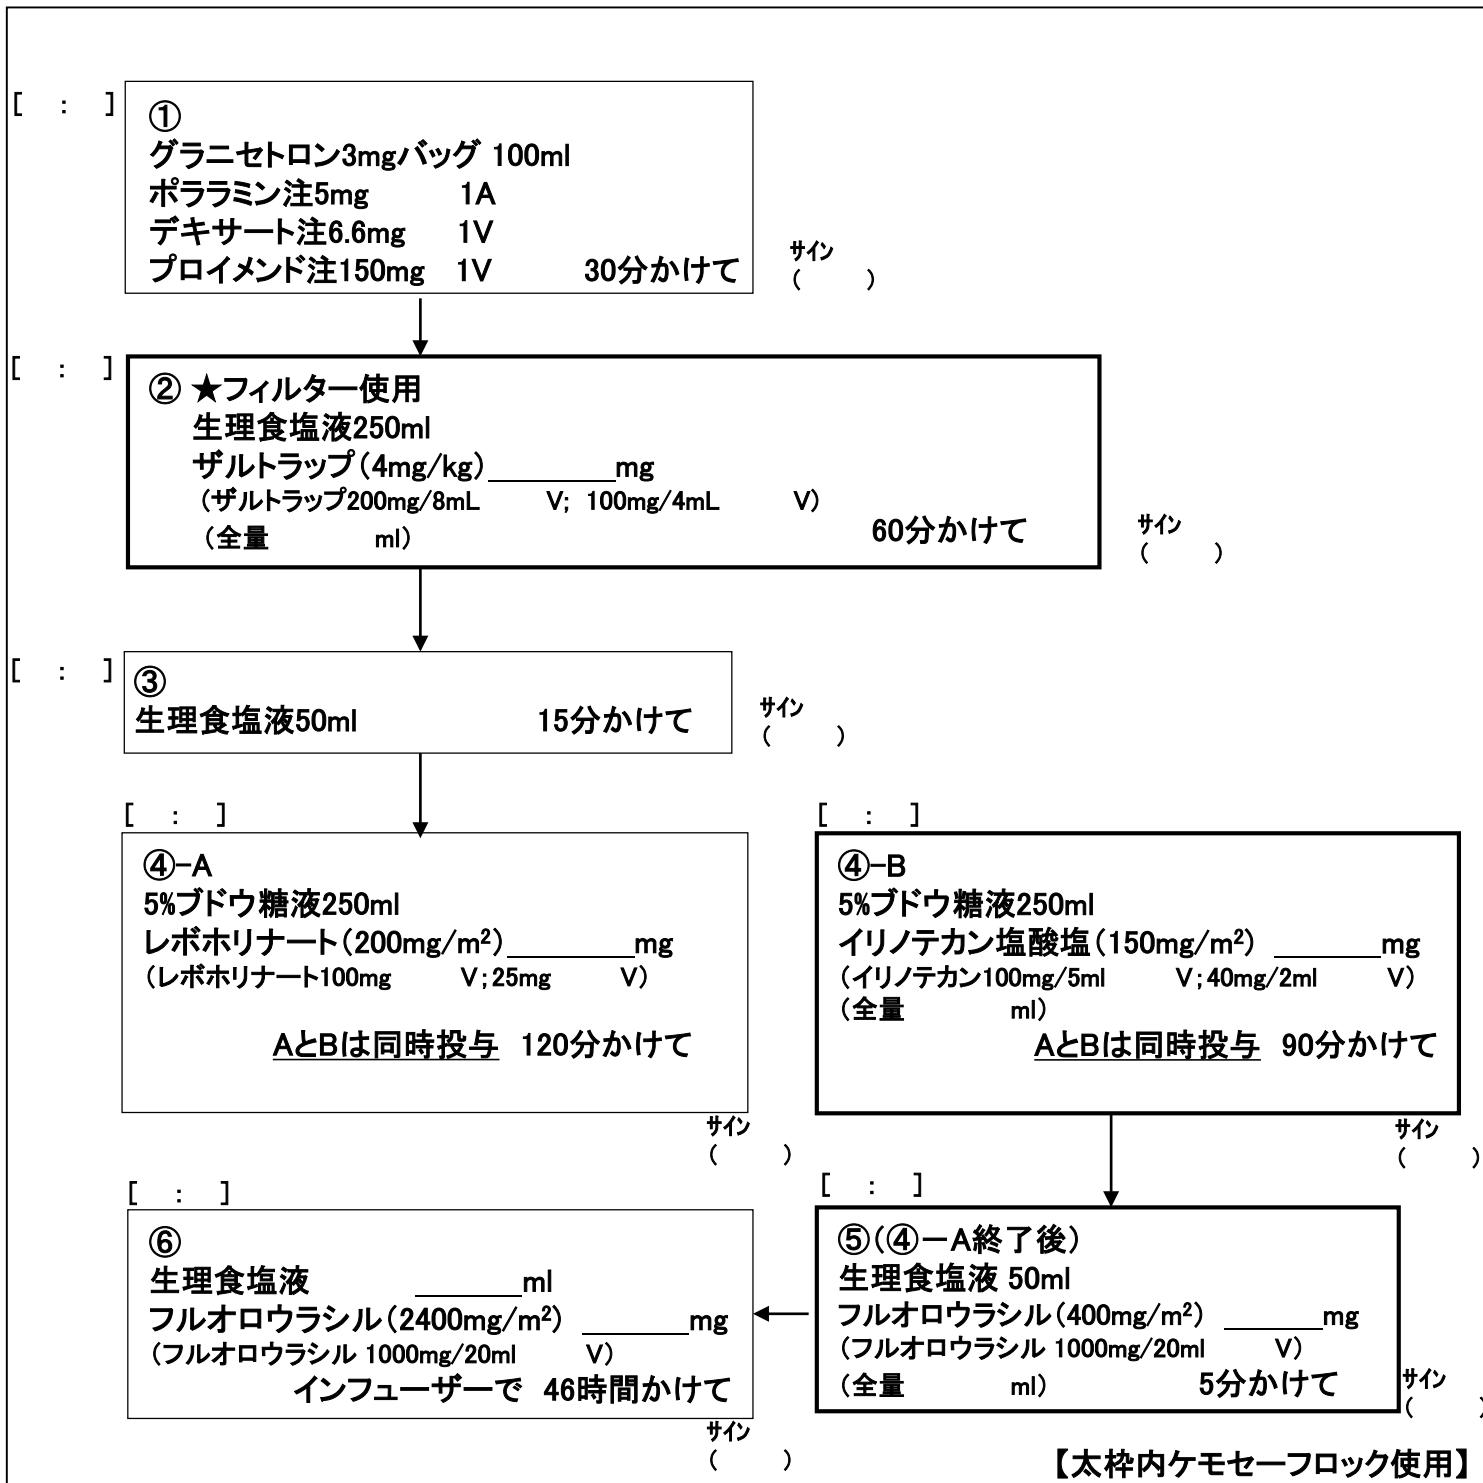 [ : ]
①
グラニセトロン3mgバッグ 100ml
ポララミン注5mg 1A
デキサート注6.6mg 1V
プロイメンド注150mg 1V 30分かけて
サイン
( )
[ : ]
② ★フィルター使用
生理食塩液250ml
ザルトラップ(4mg/kg)________mg
(ザルトラップ200mg/8mL V; 100mg/4mL V)
(全量 ml) 60分かけて
サイン
( )
[ : ]
③
生理食塩液50ml 15分かけて
サイン
( )
[ : ]
④-A
5%ブドウ糖液250ml
レボホリナート(200mg/m²)________mg
(レボホリナート100mg V;25mg V)
AとBは同時投与 120分かけて
サイン
( )
[ : ]
④-B
5%ブドウ糖液250ml
イリノテカン塩酸塩(150mg/m²) ________mg
(イリノテカン100mg/5ml V;40mg/2ml V)
(全量 ml)
AとBは同時投与 90分かけて
サイン
( )
[ : ]
⑤(④-A終了後)
生理食塩液 50ml
フルオロウラシル(400mg/m²) ________mg
(フルオロウラシル 1000mg/20ml V)
(全量 ml) 5分かけて
サイン
( )
[ : ]
⑥
生理食塩液 ________ml
フルオロウラシル(2400mg/m²) ________mg
(フルオロウラシル 1000mg/20ml V)
インフューザーで 46時間かけて
サイン
( )
【太枠内ケモセーフロック使用】